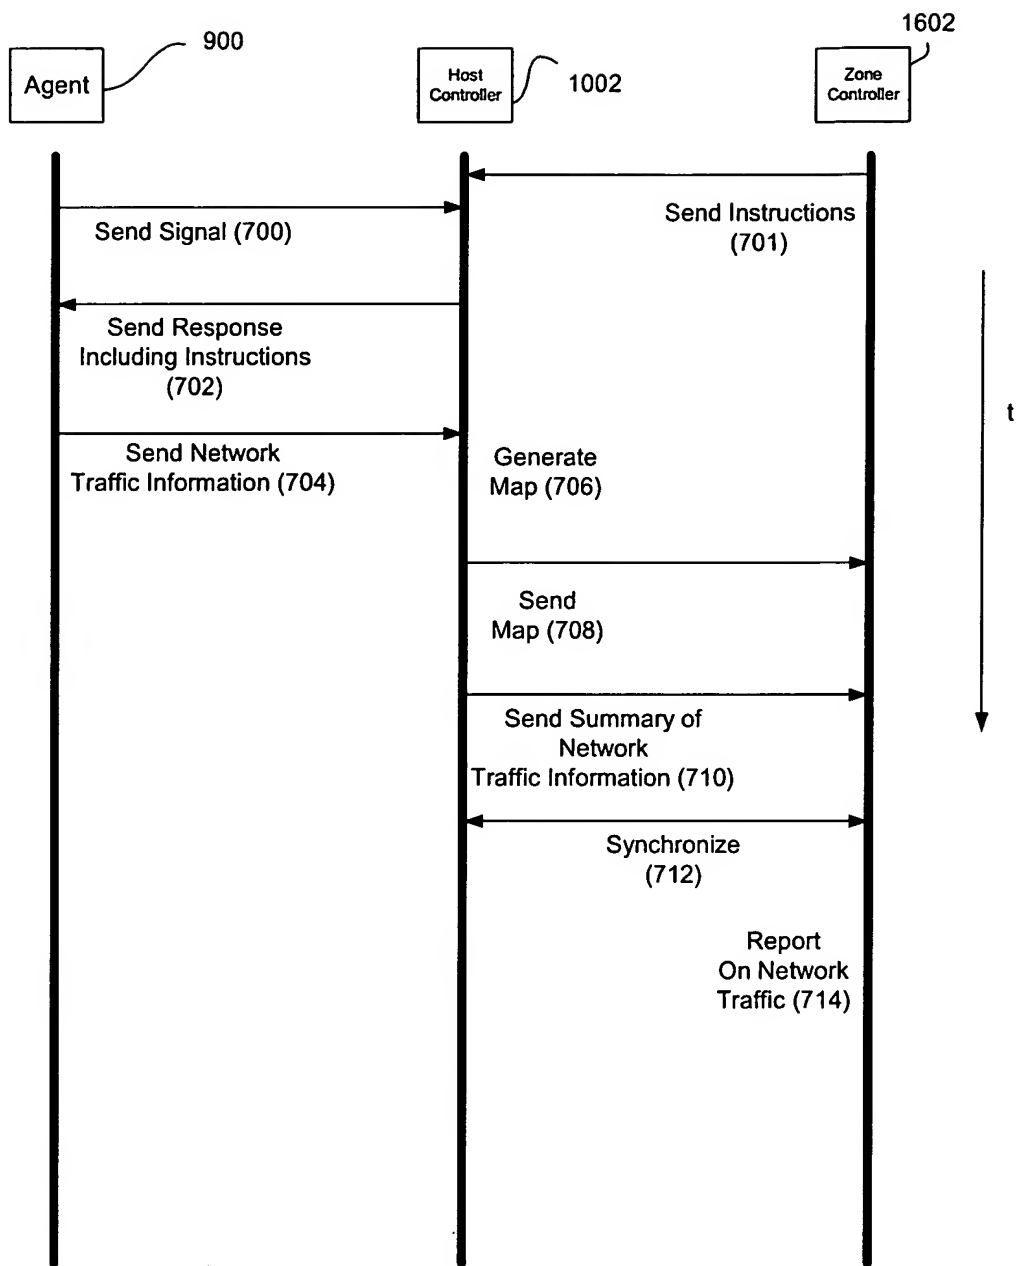 1602
900
Agent
Host
Controller
1002
Zone
Controller
Send Instructions
(701)
Send Signal (700)
Send Response
Including Instructions
(702)
t
Send Network
Traffic Information (704)
Generate
Map (706)
Send
Map (708)
Send Summary of
Network
Traffic Information (710)
Synchronize
(712)
Report
On Network
Traffic (714)